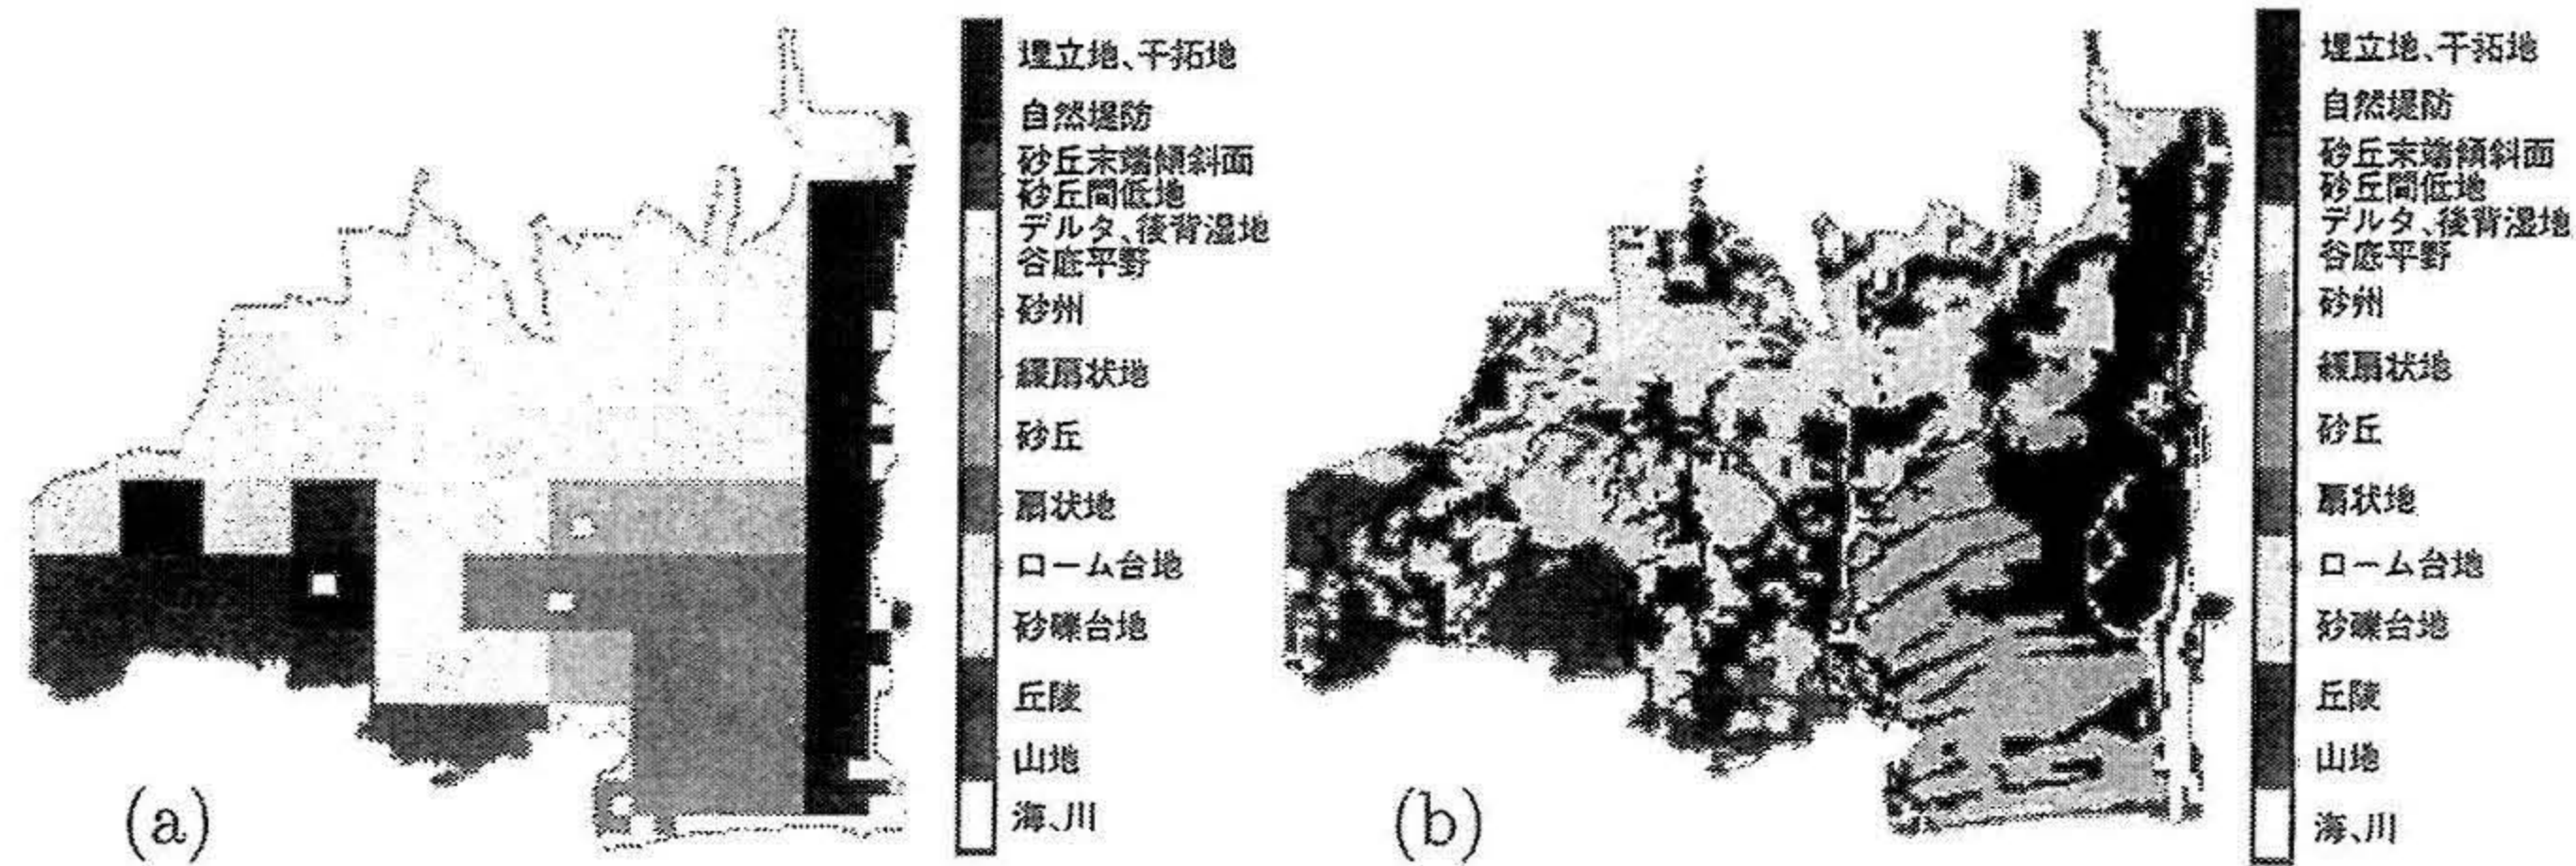 埋立地、干拓地
自然堤防
砂丘末端傾斜面
砂丘間低地
デルタ、後背湿地
谷底平野
砂州
緩扇状地
砂丘
扇状地
ローム台地
砂礫台地
丘陵
山地
海、川
(a)
埋立地、干拓地
自然堤防
砂丘末端傾斜面
砂丘間低地
デルタ、後背湿地
谷底平野
砂州
緩扇状地
砂丘
扇状地
ローム台地
砂礫台地
丘陵
山地
海、川
(b)